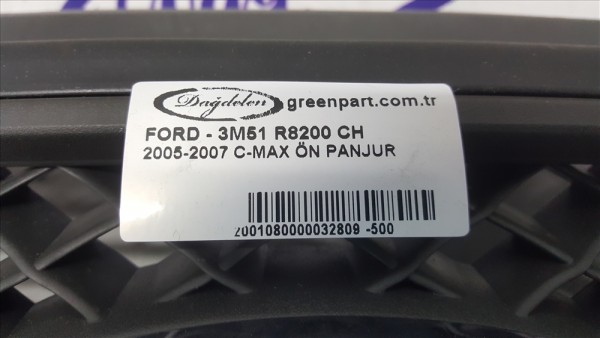 Dağdelen
greenpart.com.tr
FORD - 3M51 R8200 CH
2005-2007 C-MAX ÖN PANJUR
2001080000032809 -500